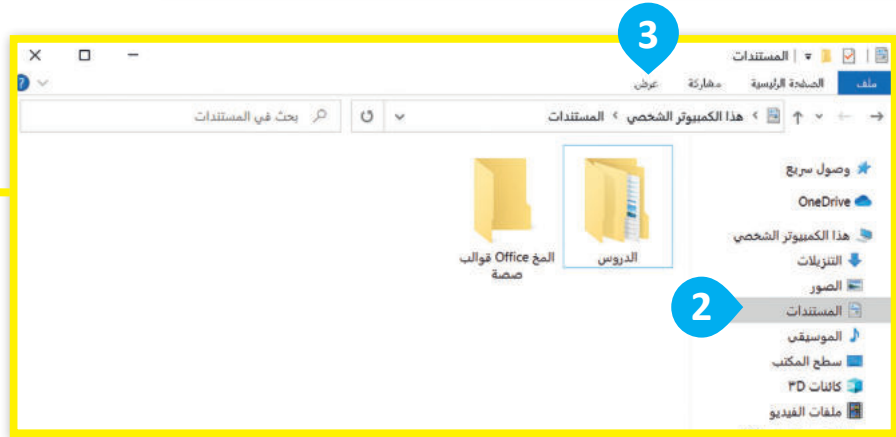 3
المستندات
ملف الصفحة الرئيسية مشاركة عرض
هذا الكمبيوتر الشخصي › المستندات
بحث في المستندات
وصول سريع
OneDrive
هذا الكمبيوتر الشخصي
التنزيلات
الصور
المستندات
2
الموسيقى
سطح المكتب
كائنات ٣D
ملفات الفيديو
الدروس
المخ Office قوالب
صصة